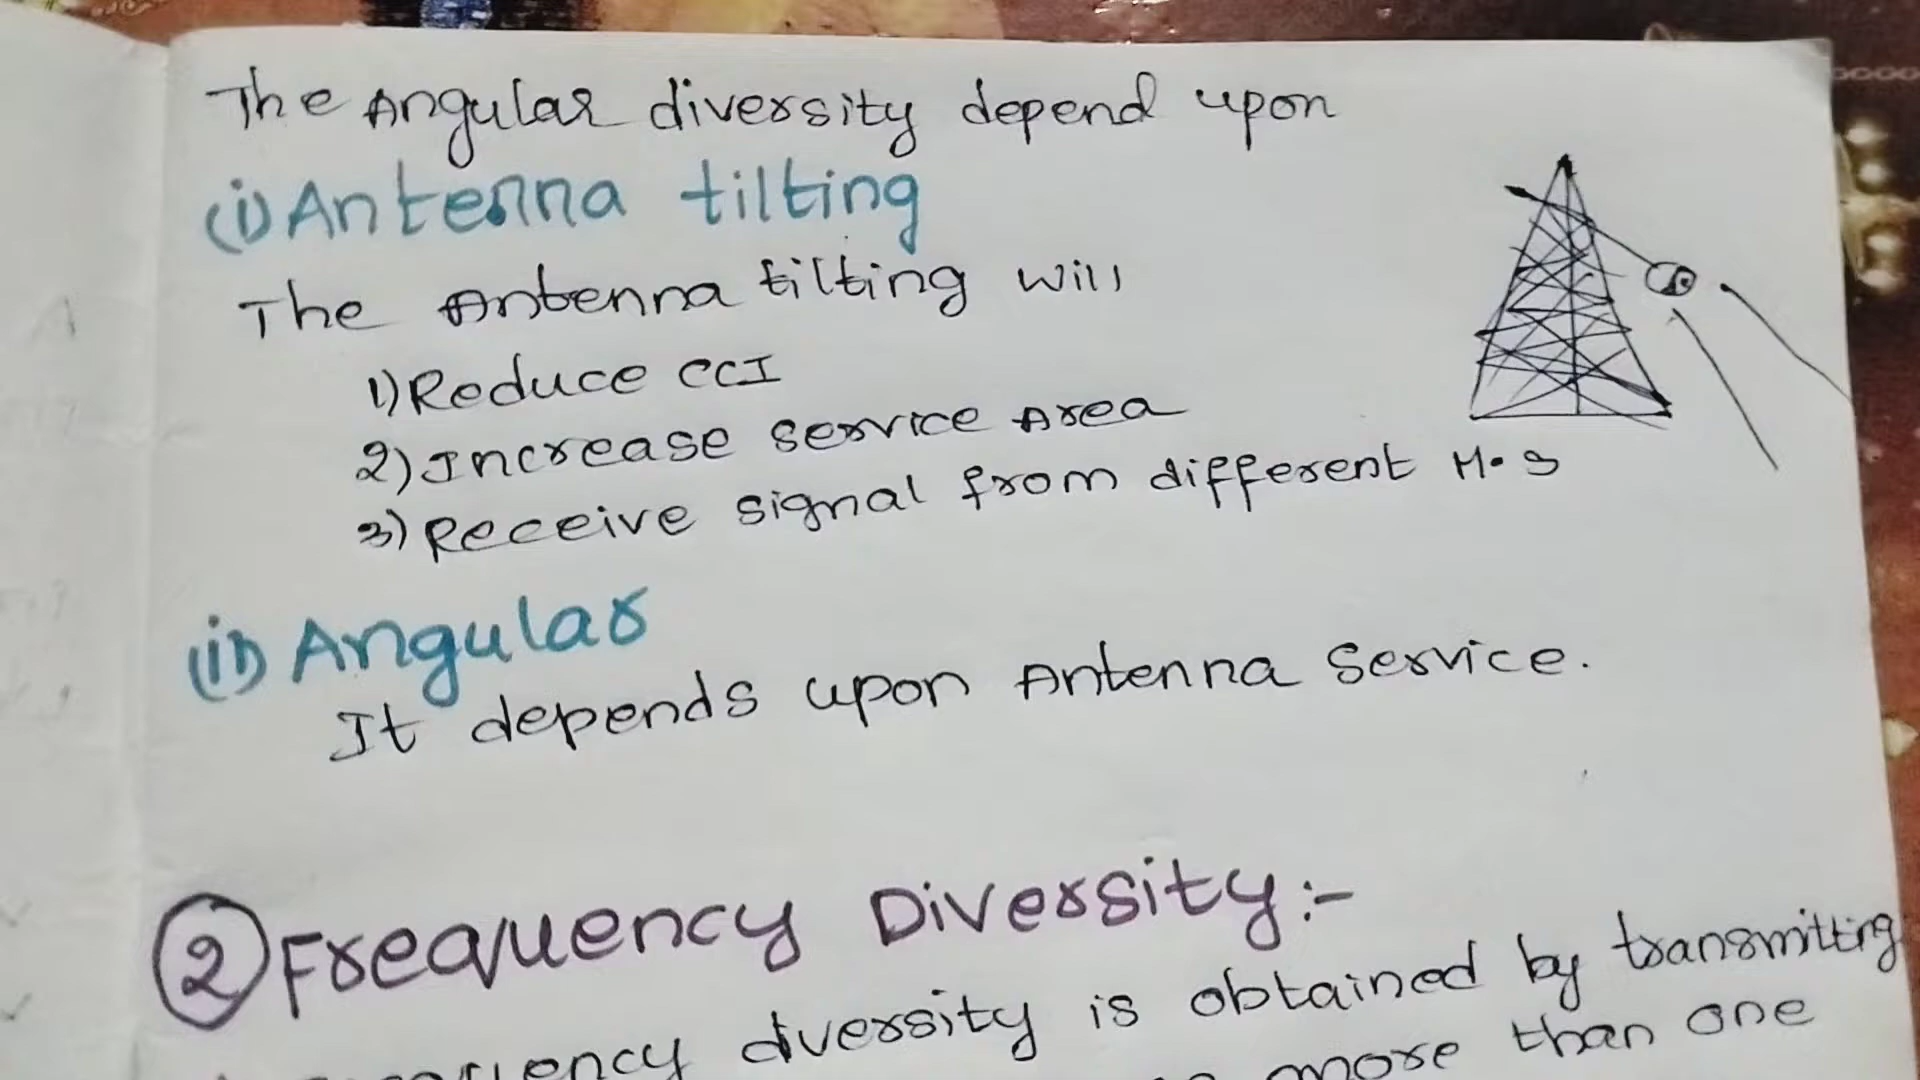 The Angular diversity depend upon
(i) Antenna tilting
The Antenna tilting will
1) Reduce CCI
2) Increase service Area
3) Receive signal from different M.S
(ii) Angular
It depends upon Antenna Service.
② Frequency Diversity:-
diversity is obtained by transmitting
more than one